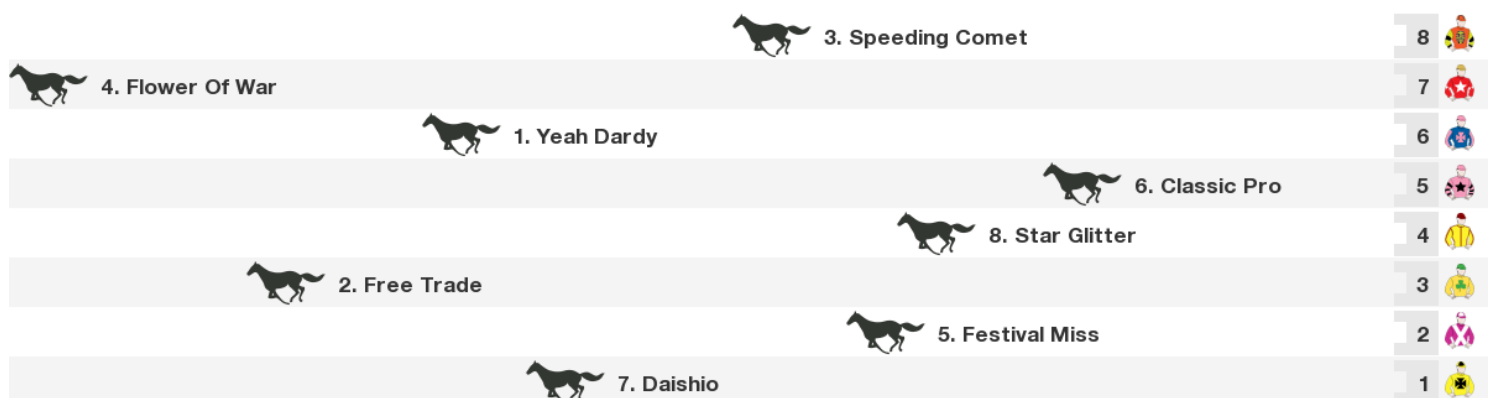 3. Speeding Comet 8
4. Flower Of War 7
1. Yeah Dardy 6
6. Classic Pro 5
8. Star Glitter 4
2. Free Trade 3
5. Festival Miss 2
7. Daishio 1